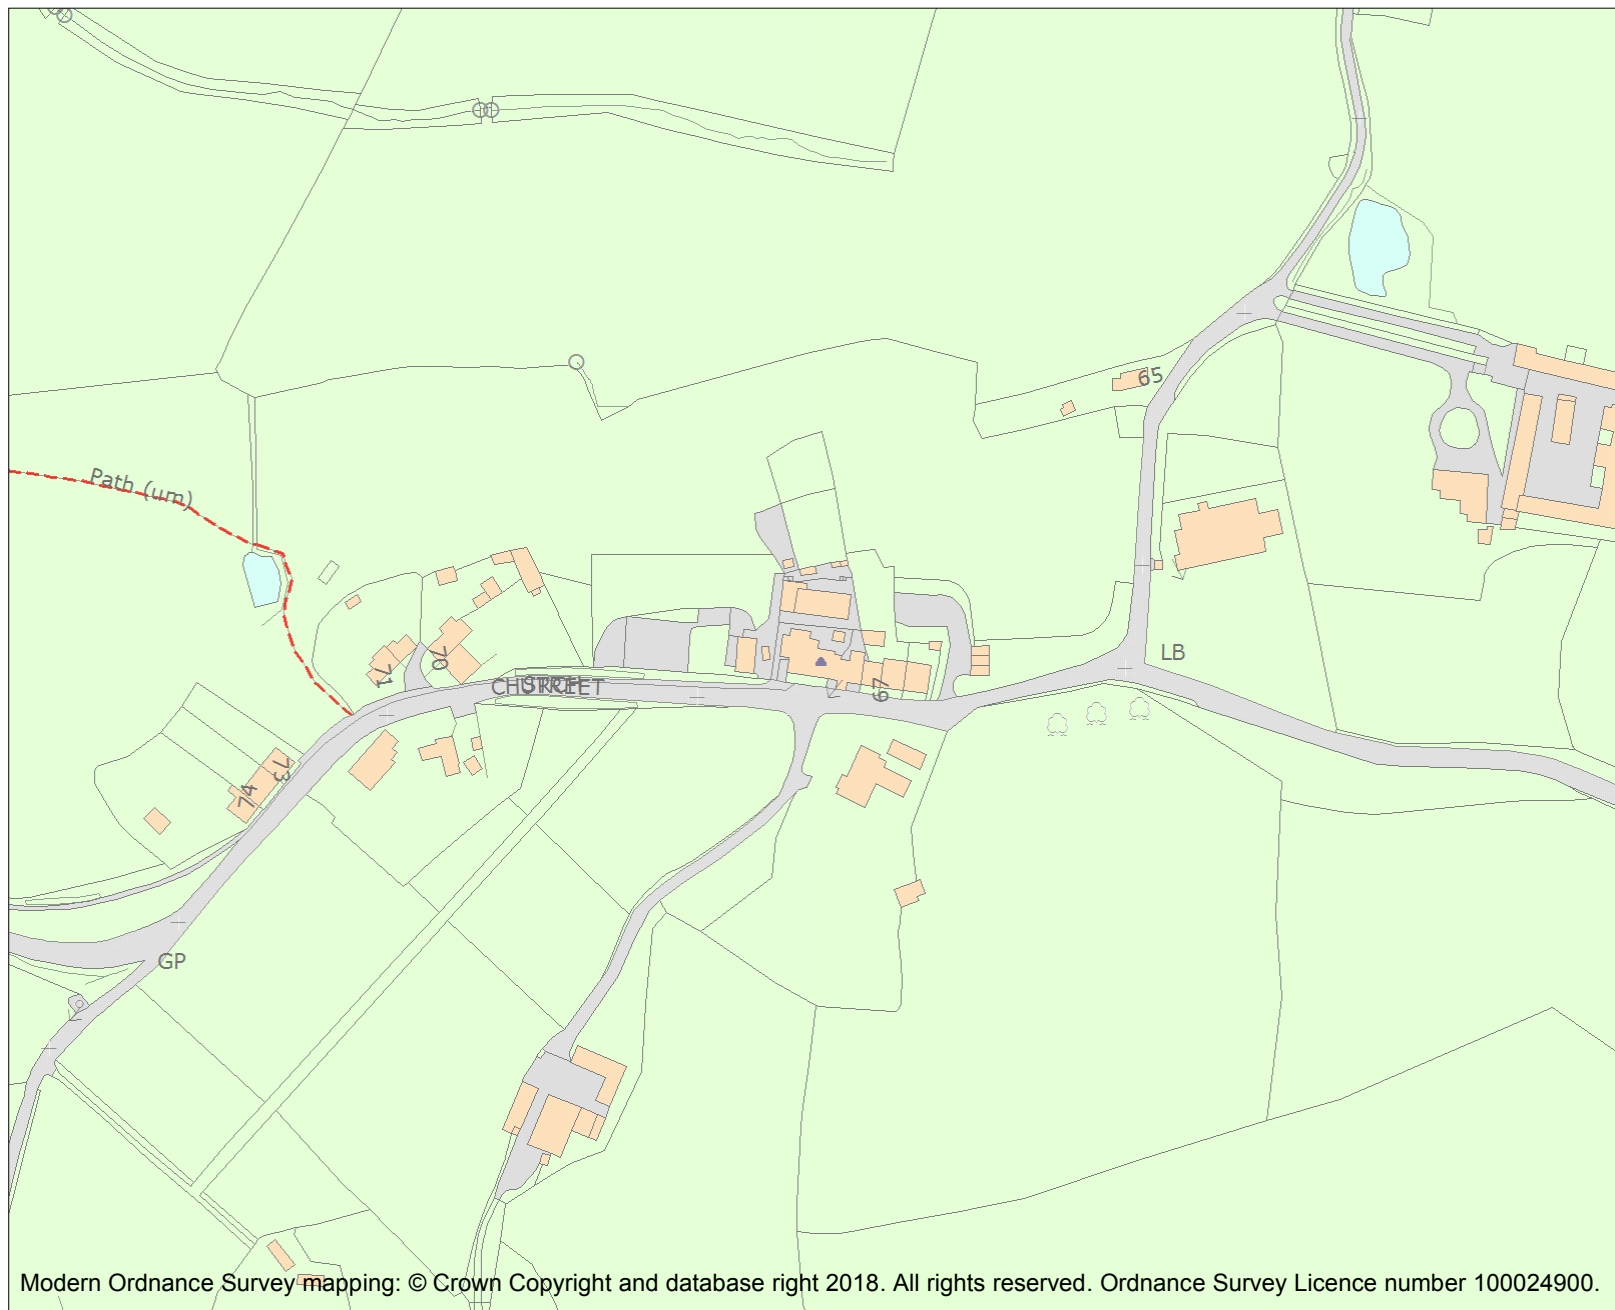 65
Path (um)
LB
71
70
CHURCH STREET
67
73
74
GP
Modern Ordnance Survey mapping: © Crown Copyright and database right 2018. All rights reserved. Ordnance Survey Licence number 100024900.